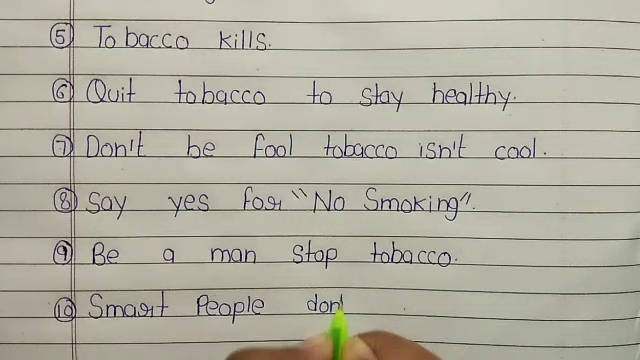 ⑤ Tobacco kills.
⑥ Quit tobacco to stay healthy.
⑦ Don't be fool tobacco isn't cool.
⑧ Say yes for "No Smoking".
⑨ Be a man stop tobacco.
⑩ Smart People don'